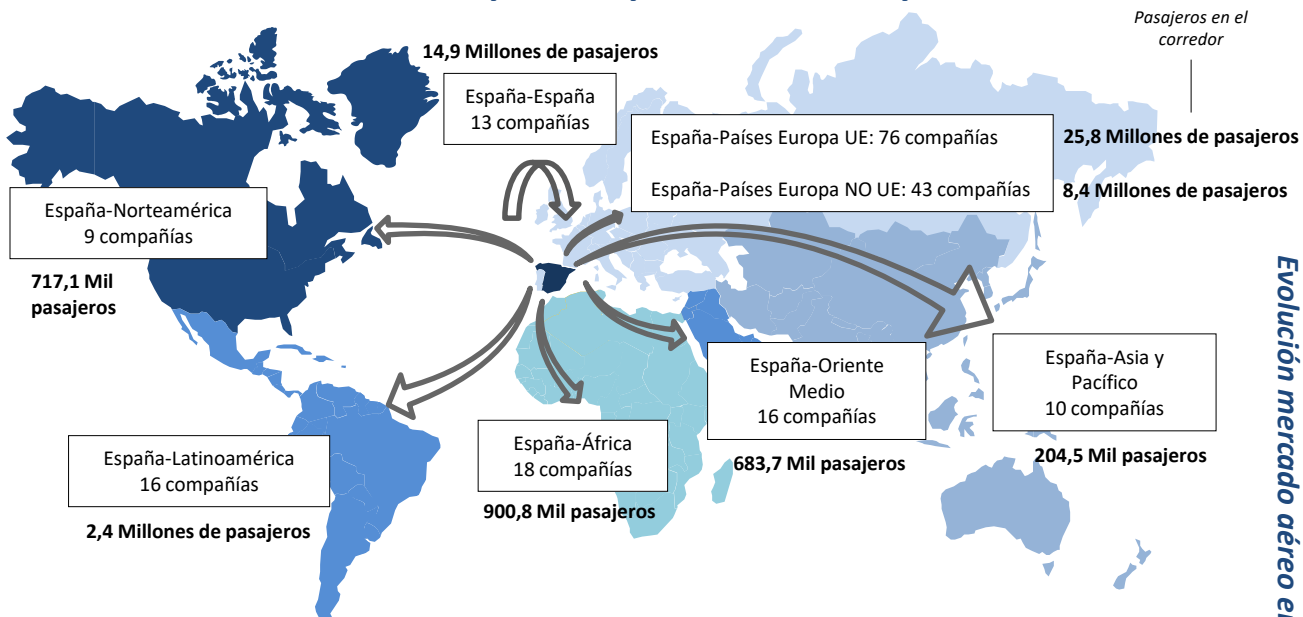 Pasajeros en el
corredor
14,9 Millones de pasajeros
España-España
13 compañías
España-Países Europa UE: 76 compañías
25,8 Millones de pasajeros
España-Países Europa NO UE: 43 compañías
8,4 Millones de pasajeros
España-Norteamérica
9 compañías
717,1 Mil
pasajeros
España-Oriente
Medio
16 compañías
683,7 Mil pasajeros
España-Asia y
Pacífico
10 compañías
204,5 Mil pasajeros
España-África
18 compañías
900,8 Mil pasajeros
España-Latinoamérica
16 compañías
2,4 Millones de pasajeros
Evolución mercado aéreo